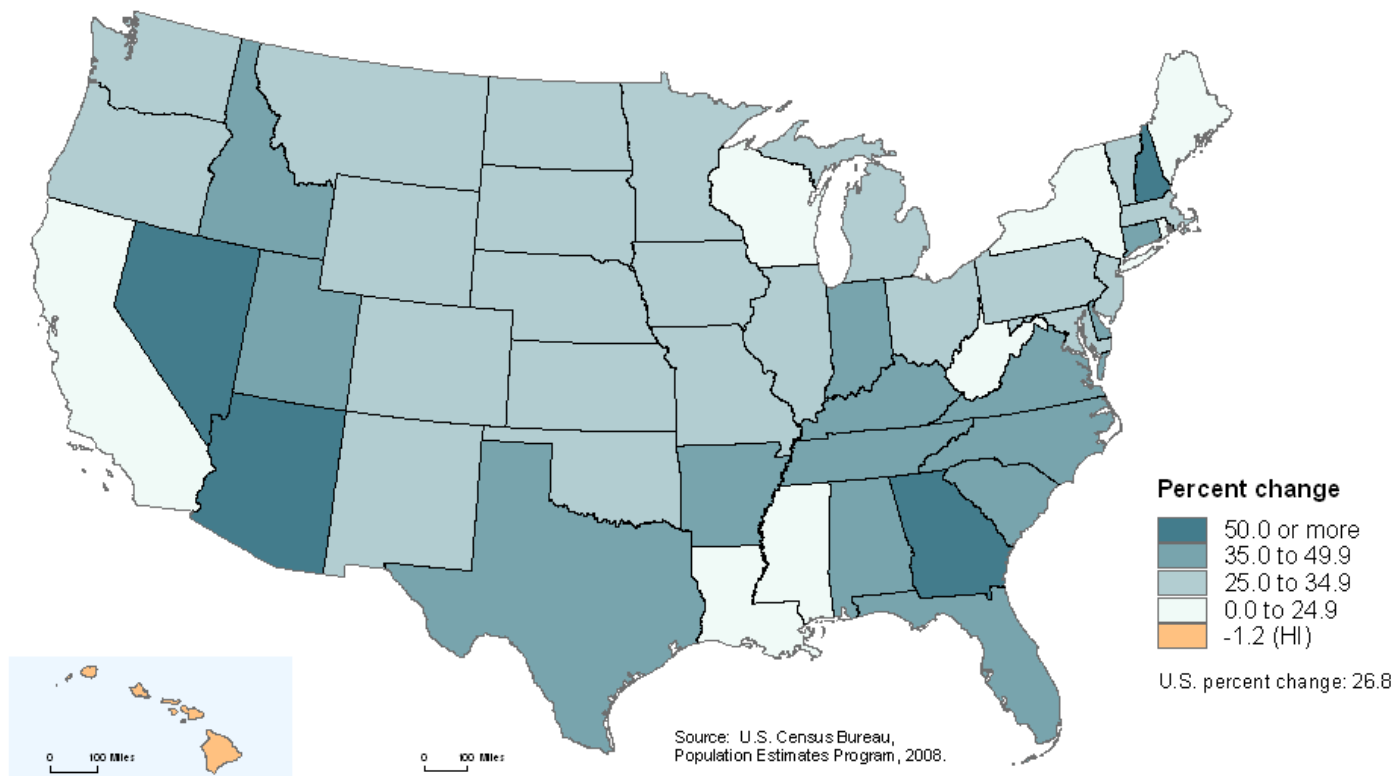 Percent change
50.0 or more
35.0 to 49.9
25.0 to 34.9
0.0 to 24.9
-1.2 (HI)
U.S. percent change: 26.8
0 100 Miles
0 100 Miles
Source: U.S. Census Bureau,
Population Estimates Program, 2008.